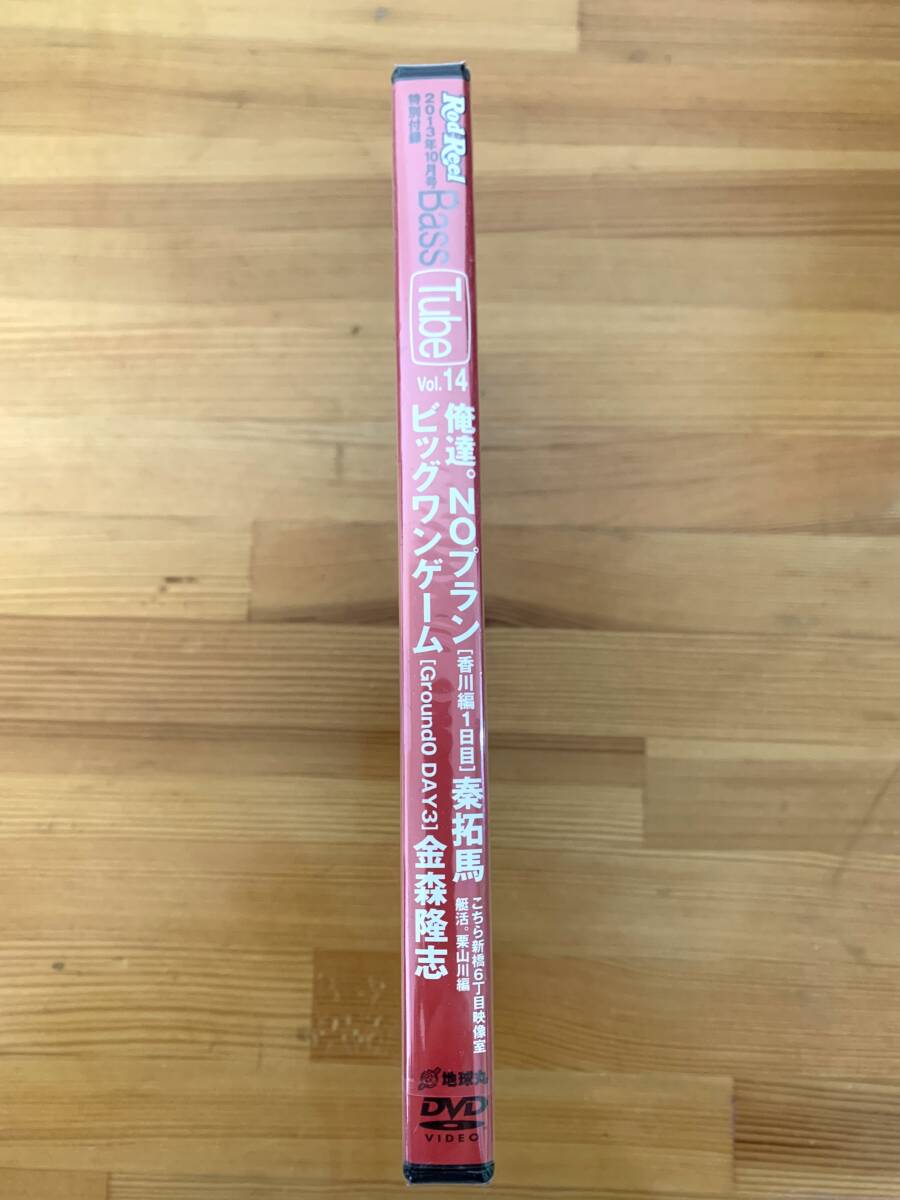 Rod and Reel
2013年10月号
特別付録
Bass
Tube
Vol.14
俺達。NOプラン[香川編1日目]秦拓馬
ビッグワンゲーム[Ground0 DAY3]金森隆志
こちら新橋6丁目映像室
艇活。栗山川編
地球丸
DVD
VIDEO